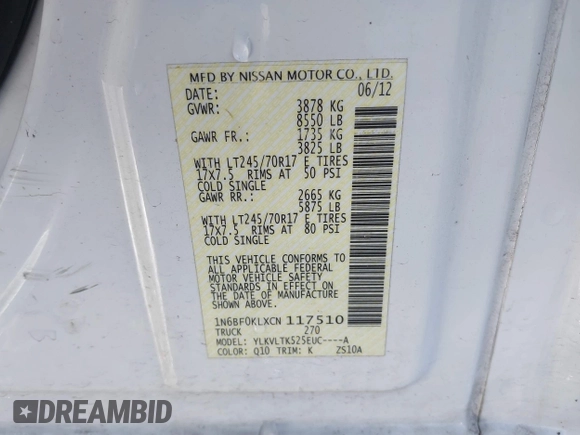 MFD BY NISSAN MOTOR CO., LTD.
DATE: 06/12
GVWR: 3878 KG
8550 LB
GAWR FR.: 1735 KG
3825 LB
WITH LT245/70R17 E TIRES
17X7.5 RIMS AT 50 PSI
COLD SINGLE
GAWR RR.: 2665 KG
5875 LB
WITH LT245/70R17 E TIRES
17X7.5 RIMS AT 80 PSI
COLD SINGLE
THIS VEHICLE CONFORMS TO
ALL APPLICABLE FEDERAL
MOTOR VEHICLE SAFETY
STANDARDS IN EFFECT ON
THE DATE OF MANUFACTURE
SHOWN ABOVE.
1N6BF0KLXCN 117510
TRUCK 270
MODEL: YLKVLTK525EUC----A
COLOR: Q10 TRIM: K 2S10A
DREAMBID